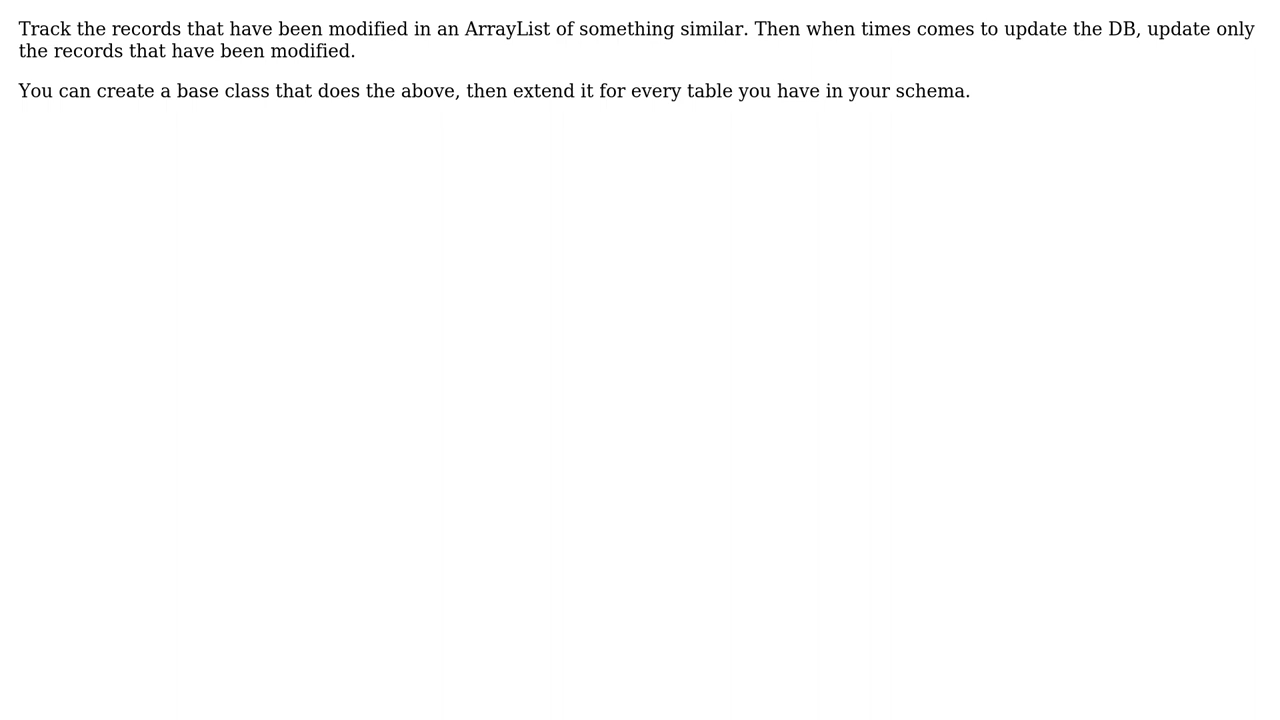 Track the records that have been modified in an ArrayList of something similar. Then when times comes to update the DB, update only
the records that have been modified.
You can create a base class that does the above, then extend it for every table you have in your schema.